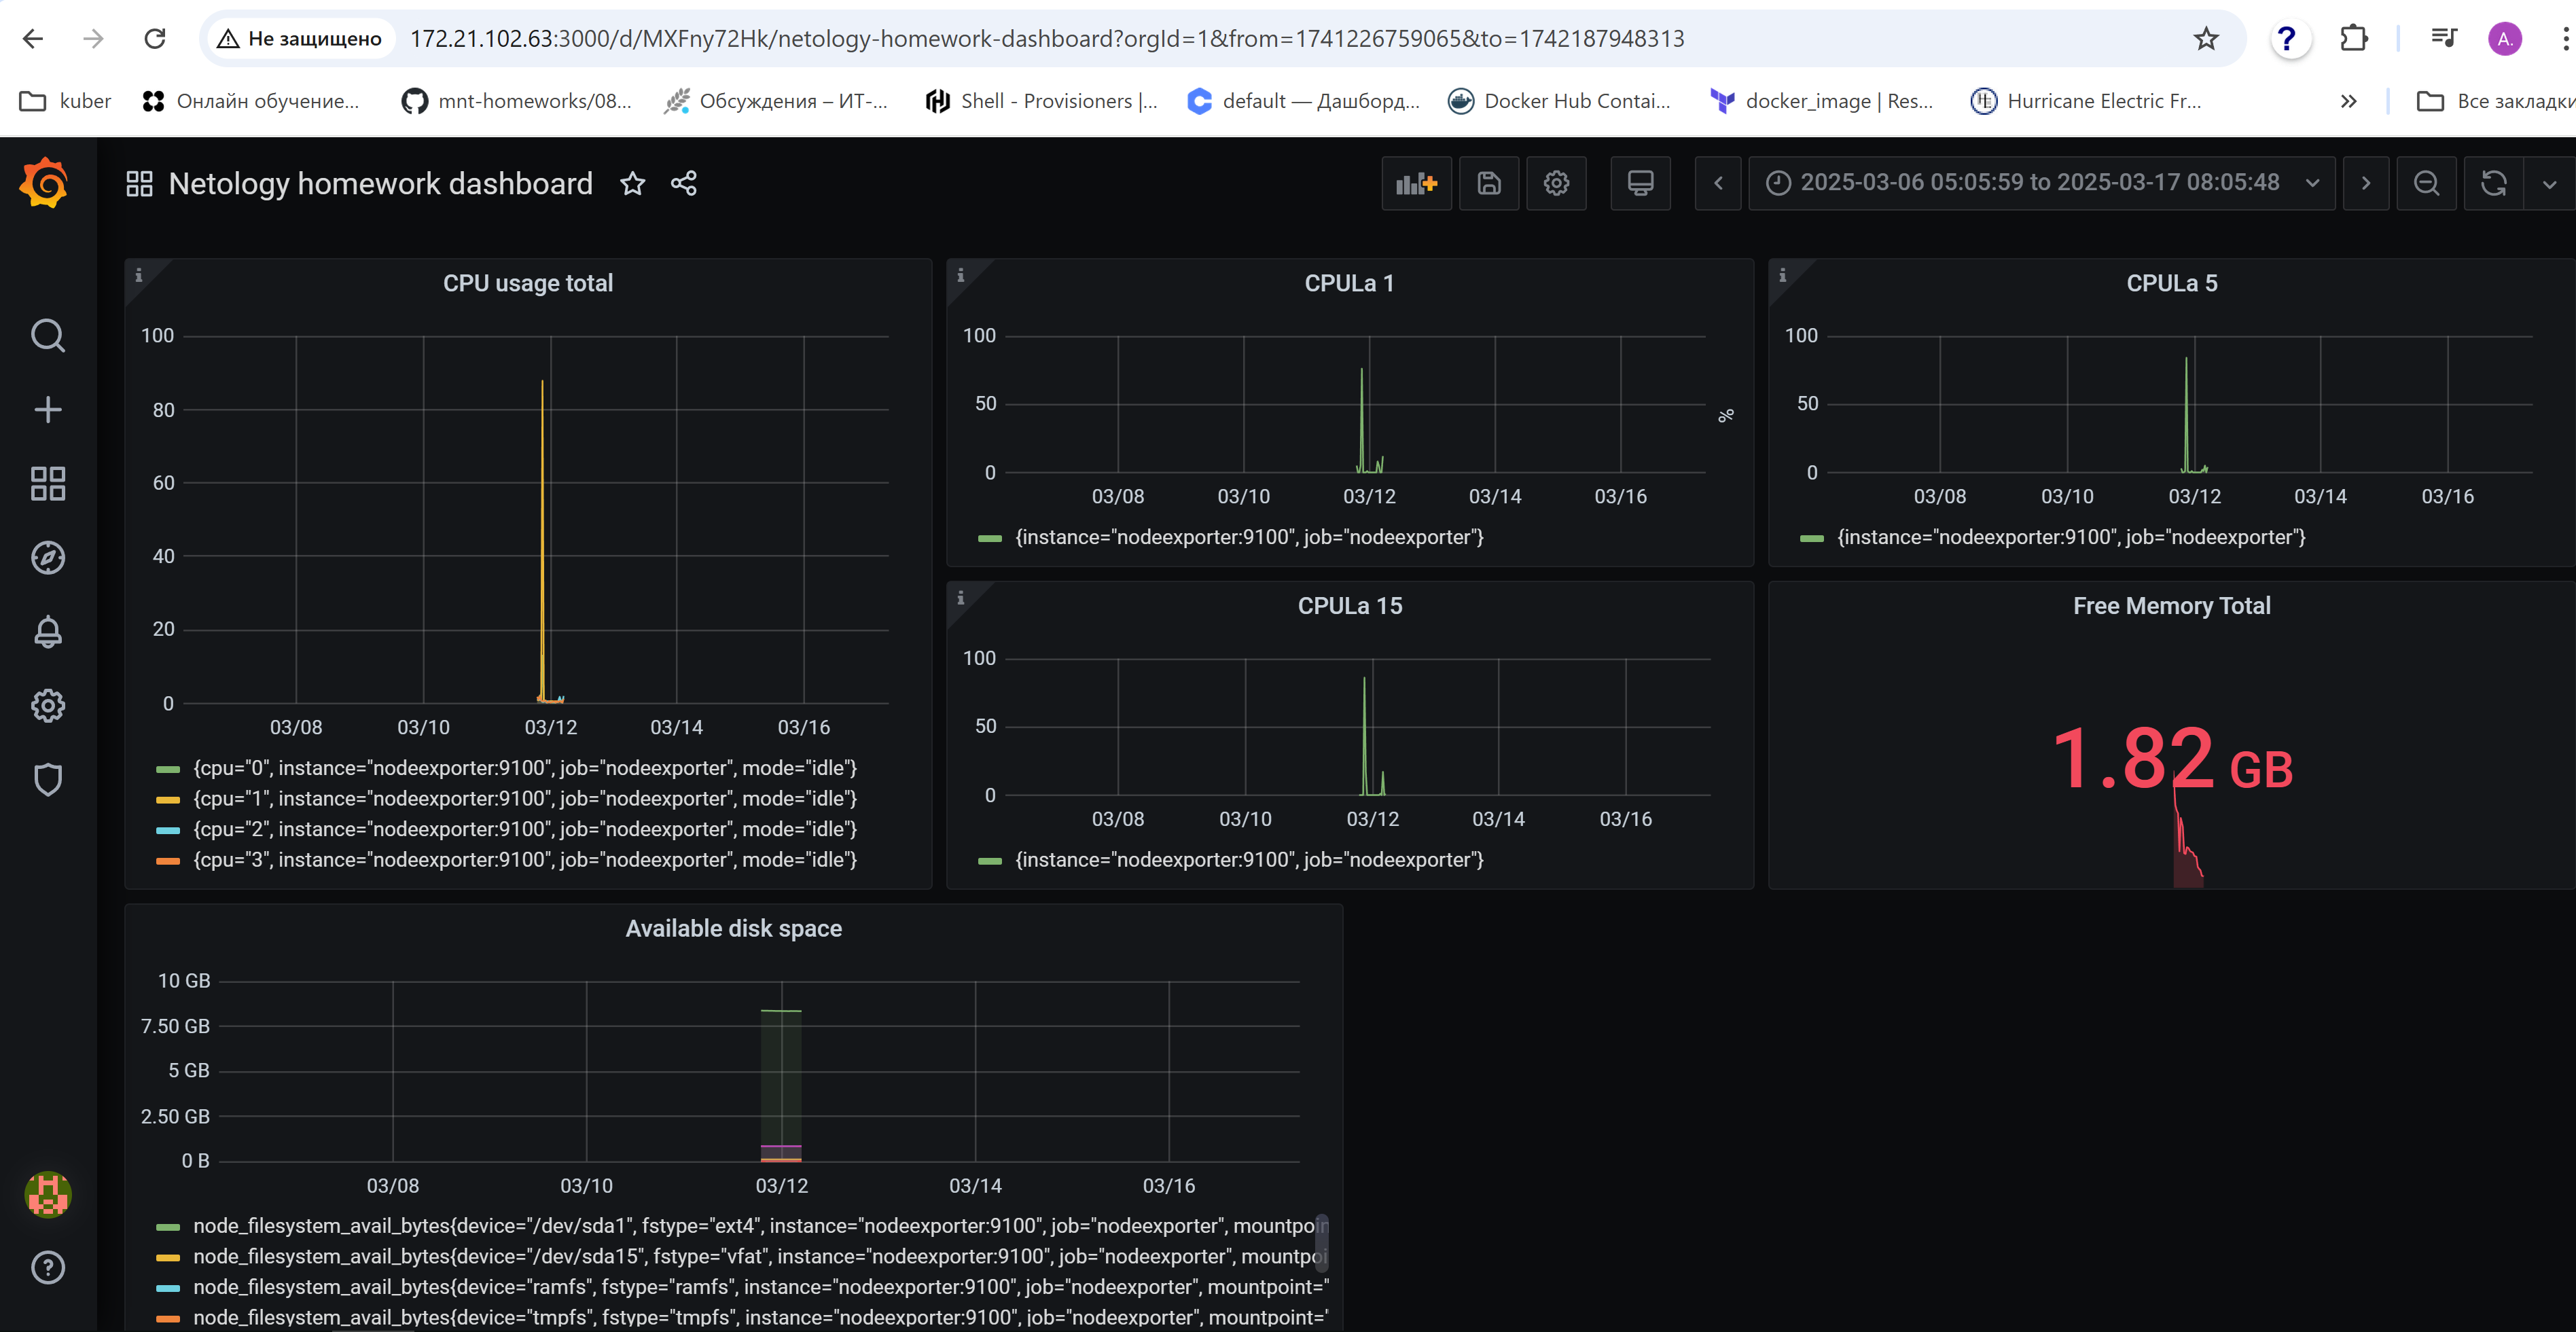 Не защищено 172.21.102.63:3000/d/MXFny72Hk/netology-homework-dashboard?orgId=1&from=1741226759065&to=1742187948313 ? A.
kuber Онлайн обучение... mnt-homeworks/08... Обсуждения – ИТ-... Shell - Provisioners |... default — Дашборд... Docker Hub Contai... docker_image | Res... Hurricane Electric Fr... » Все закладки
Netology homework dashboard 2025-03-06 05:05:59 to 2025-03-17 08:05:48
CPU usage total
100
80
60
40
20
0
03/08 03/10 03/12 03/14 03/16
{cpu="0", instance="nodeexporter:9100", job="nodeexporter", mode="idle"}
{cpu="1", instance="nodeexporter:9100", job="nodeexporter", mode="idle"}
{cpu="2", instance="nodeexporter:9100", job="nodeexporter", mode="idle"}
{cpu="3", instance="nodeexporter:9100", job="nodeexporter", mode="idle"}
CPULa 1
100
50
0
%
03/08 03/10 03/12 03/14 03/16
{instance="nodeexporter:9100", job="nodeexporter"}
CPULa 5
100
50
0
03/08 03/10 03/12 03/14 03/16
{instance="nodeexporter:9100", job="nodeexporter"}
CPULa 15
100
50
0
03/08 03/10 03/12 03/14 03/16
{instance="nodeexporter:9100", job="nodeexporter"}
Free Memory Total
1.82 GB
Available disk space
10 GB
7.50 GB
5 GB
2.50 GB
0 B
03/08 03/10 03/12 03/14 03/16
node_filesystem_avail_bytes{device="/dev/sda1", fstype="ext4", instance="nodeexporter:9100", job="nodeexporter", mountpoin
node_filesystem_avail_bytes{device="/dev/sda15", fstype="vfat", instance="nodeexporter:9100", job="nodeexporter", mountpoi
node_filesystem_avail_bytes{device="ramfs", fstype="ramfs", instance="nodeexporter:9100", job="nodeexporter", mountpoint="
node_filesystem_avail_bytes{device="tmpfs", fstype="tmpfs", instance="nodeexporter:9100", job="nodeexporter", mountpoint="